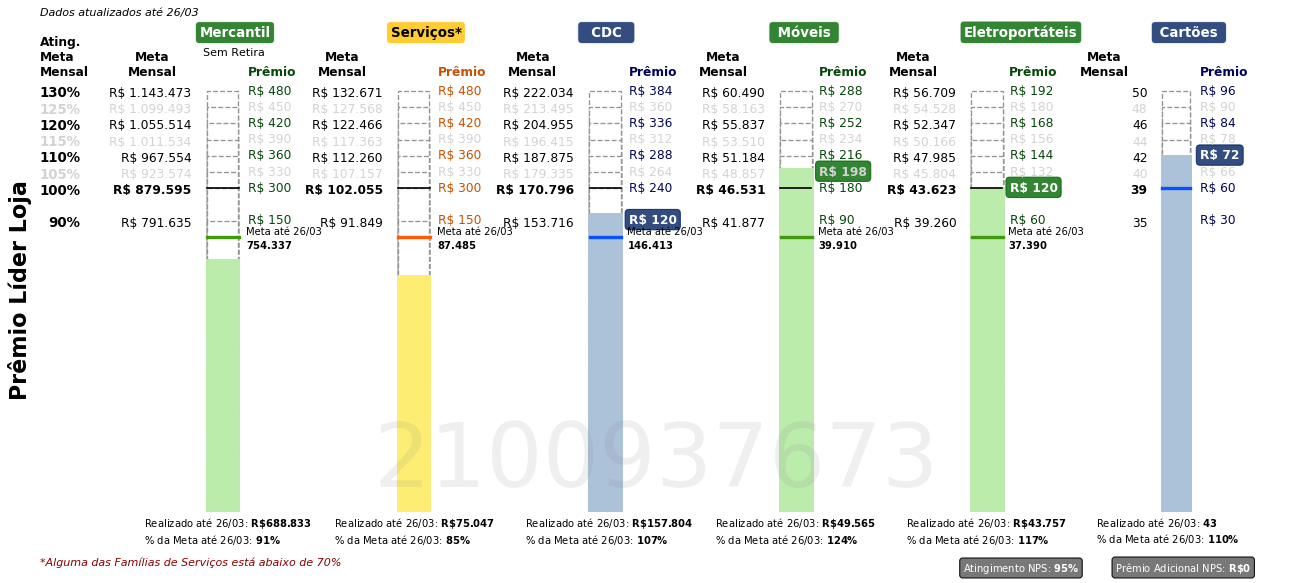 Dados atualizados até 26/03
Mercantil Serviços* CDC Móveis Eletroportáteis Cartões
Sem Retira
Ating. Meta Mensal Meta Mensal Prêmio Meta Mensal Prêmio Meta Mensal Prêmio Meta Mensal Prêmio Meta Mensal Prêmio Meta Mensal Prêmio
130% R$ 1.143.473 R$ 480 R$ 132.671 R$ 480 R$ 222.034 R$ 384 R$ 60.490 R$ 288 R$ 56.709 R$ 192 50 R$ 96
125% R$ 1.099.493 R$ 450 R$ 127.568 R$ 450 R$ 213.495 R$ 360 R$ 58.163 R$ 270 R$ 54.528 R$ 180 48 R$ 90
120% R$ 1.055.514 R$ 420 R$ 122.466 R$ 420 R$ 204.955 R$ 336 R$ 55.837 R$ 252 R$ 52.347 R$ 168 46 R$ 84
115% R$ 1.011.534 R$ 390 R$ 117.363 R$ 390 R$ 196.415 R$ 312 R$ 53.510 R$ 234 R$ 50.166 R$ 156 44 R$ 78
110% R$ 967.554 R$ 360 R$ 112.260 R$ 360 R$ 187.875 R$ 288 R$ 51.184 R$ 216 R$ 47.985 R$ 144 42 R$ 72
105% R$ 923.574 R$ 330 R$ 107.157 R$ 330 R$ 179.335 R$ 264 R$ 48.857 R$ 198 R$ 45.804 R$ 132 40 R$ 66
100% R$ 879.595 R$ 300 R$ 102.055 R$ 300 R$ 170.796 R$ 240 R$ 46.531 R$ 180 R$ 43.623 R$ 120 39 R$ 60
90% R$ 791.635 R$ 150 R$ 91.849 R$ 150 R$ 153.716 R$ 120 R$ 41.877 R$ 90 R$ 39.260 R$ 60 35 R$ 30
Meta até 26/03 Meta até 26/03 Meta até 26/03 Meta até 26/03 Meta até 26/03
754.337 87.485 146.413 39.910 37.390
Prêmio Líder Loja
2100937673
Realizado até 26/03: R$688.833 Realizado até 26/03: R$75.047 Realizado até 26/03: R$157.804 Realizado até 26/03: R$49.565 Realizado até 26/03: R$43.757 Realizado até 26/03: 43
% da Meta até 26/03: 91% % da Meta até 26/03: 85% % da Meta até 26/03: 107% % da Meta até 26/03: 124% % da Meta até 26/03: 117% % da Meta até 26/03: 110%
*Alguma das Famílias de Serviços está abaixo de 70%
Atingimento NPS: 95% Prêmio Adicional NPS: R$0